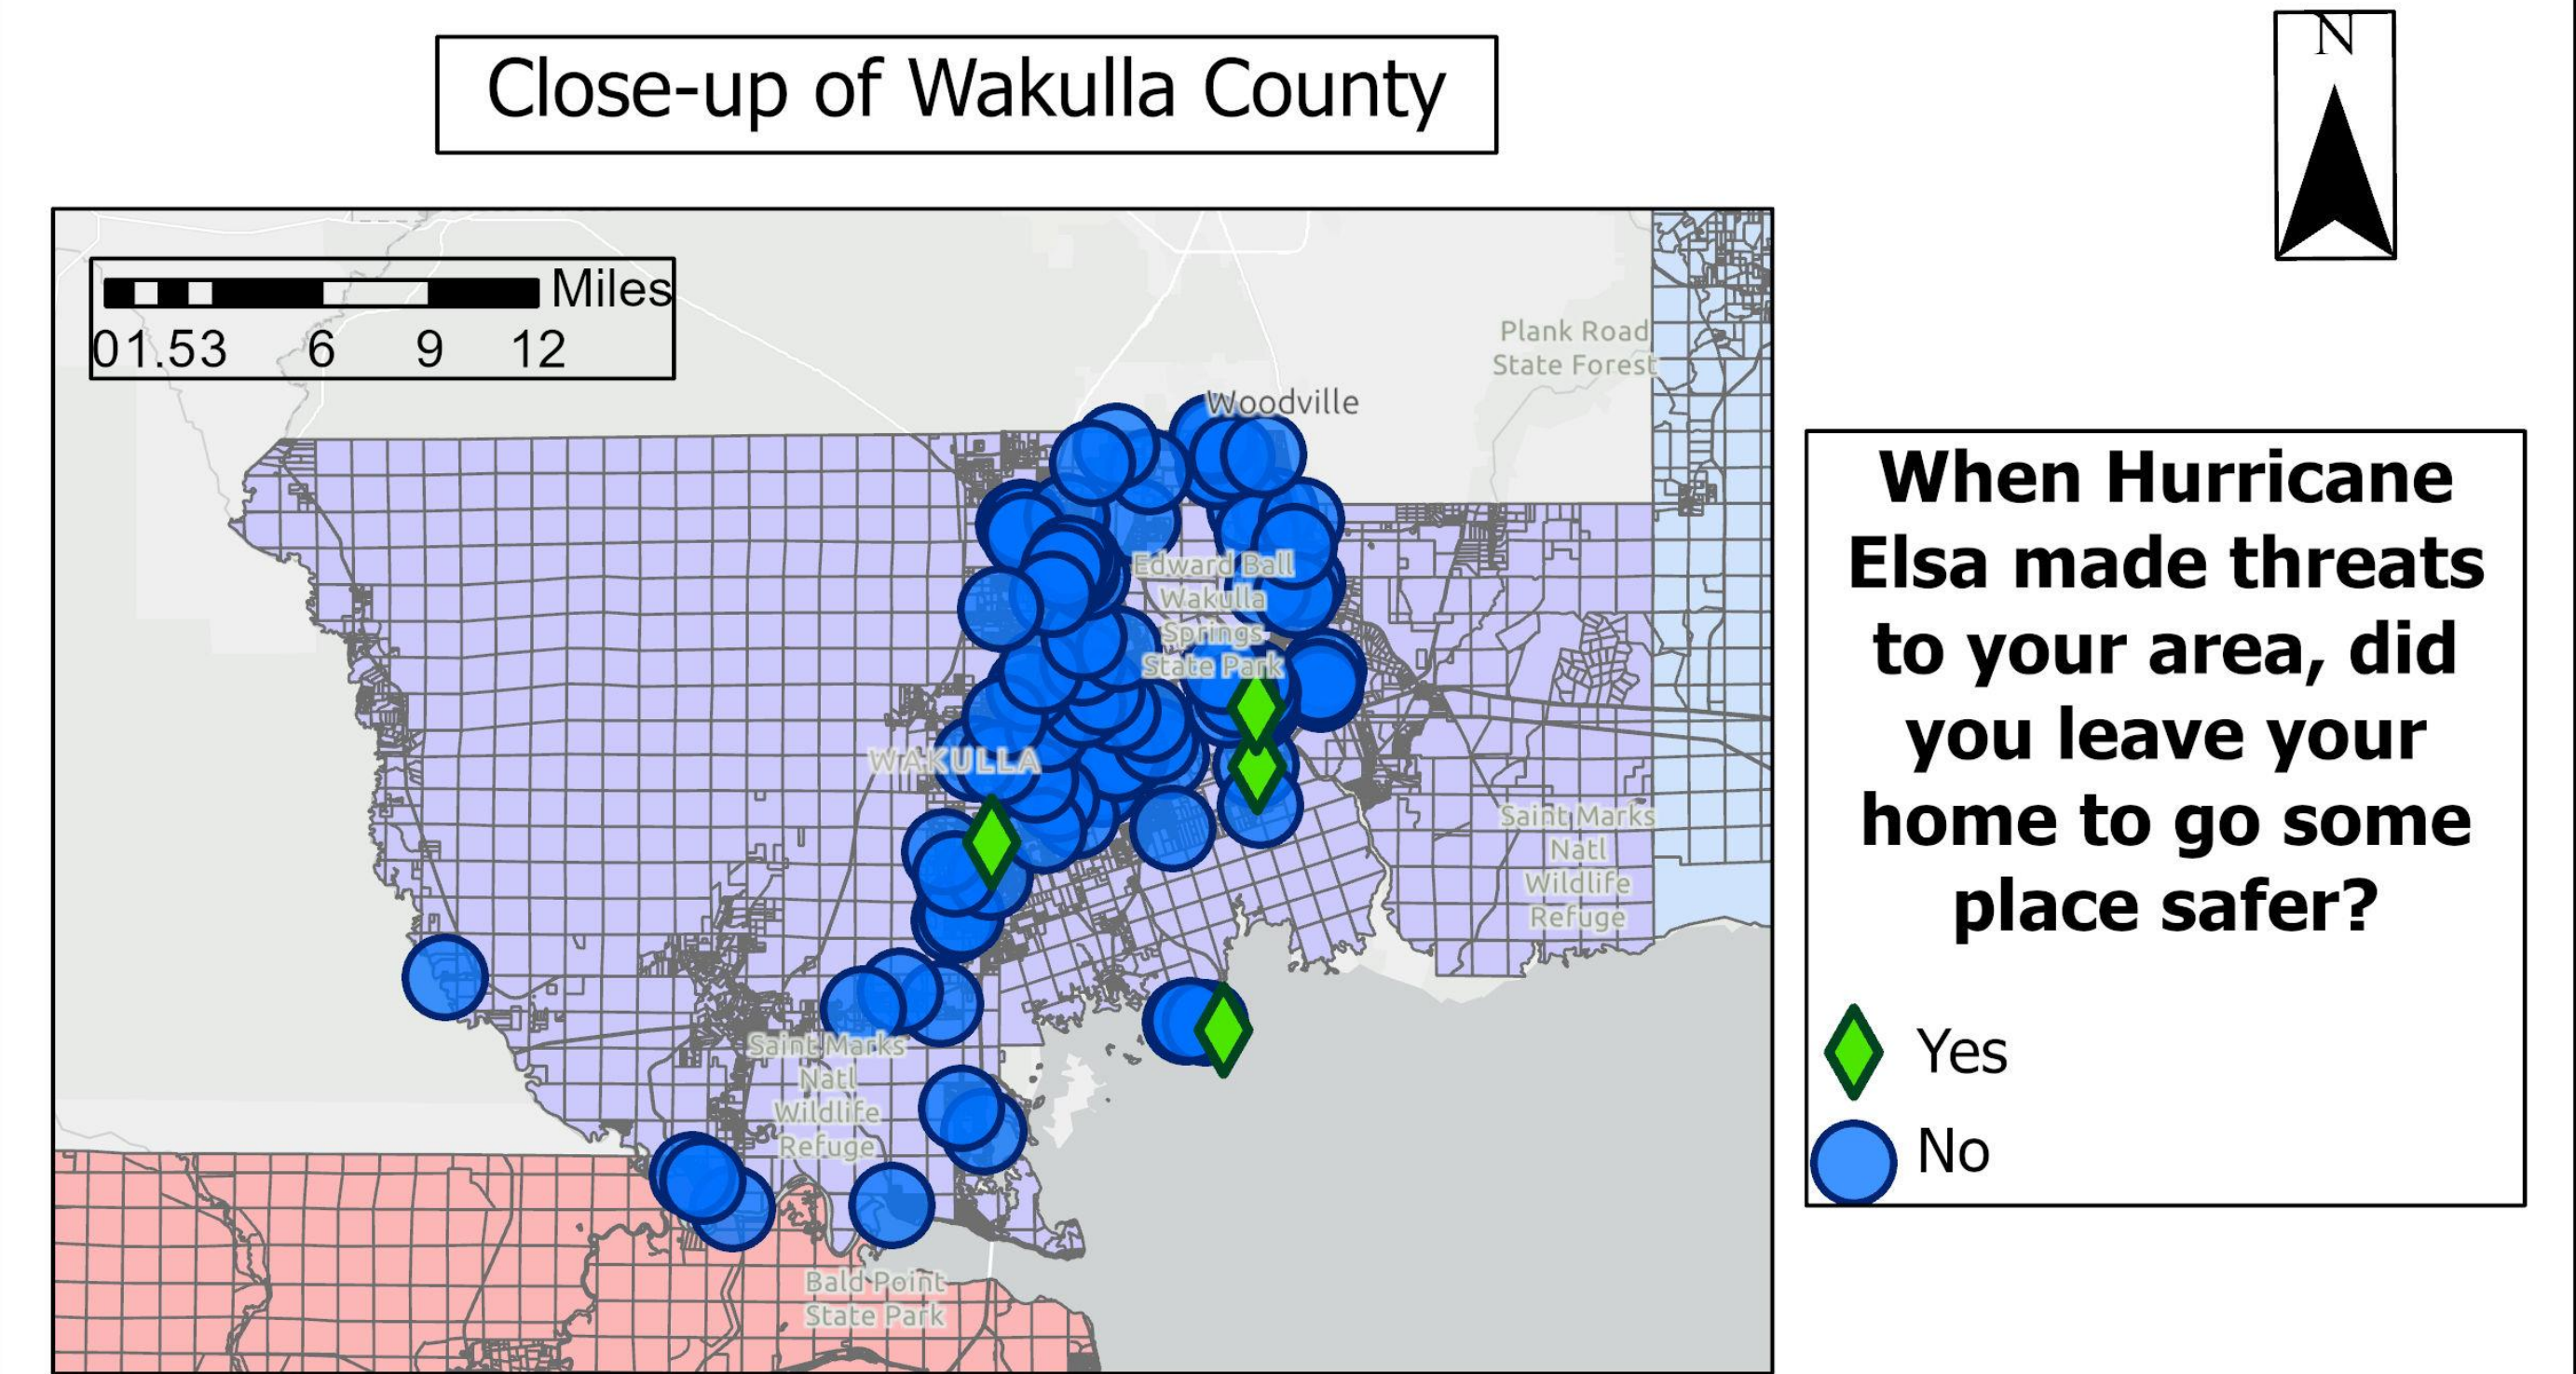 Close-up of Wakulla County
N
Miles
01.53 6 9 12
Plank Road
State Forest
Woodville
Edward Ball
Wakulla
Springs
State Park
WAKULLA
Saint Marks
Natl
Wildlife
Refuge
Saint Marks
Natl
Wildlife
Refuge
Bald Point
State Park
When Hurricane
Elsa made threats
to your area, did
you leave your
home to go some
place safer?
Yes
No